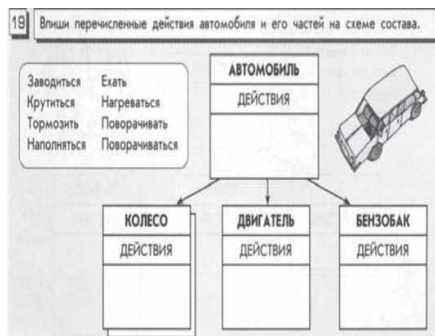 19 Впиши перечисленные действия автомобиля и его частей на схеме состава.
Заводиться Ехать
Крутиться Нагреваться
Тормозить Поворачивать
Наполняться Поворачиваться
АВТОМОБИЛЬ
ДЕЙСТВИЯ
КОЛЕСО
ДЕЙСТВИЯ
ДВИГАТЕЛЬ
ДЕЙСТВИЯ
БЕНЗОБАК
ДЕЙСТВИЯ